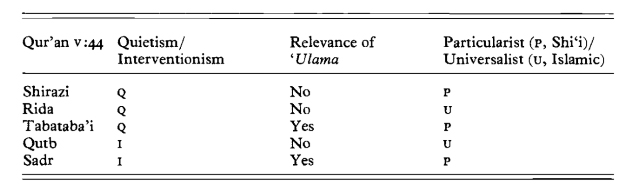 Qur'an V:44 Quietism/ Relevance of Particularist (P, Shi'i)/
Interventionism 'Ulama Universalist (U, Islamic)
Shirazi Q No P
Rida Q No U
Tabataba'i Q Yes P
Qutb I No U
Sadr I Yes P